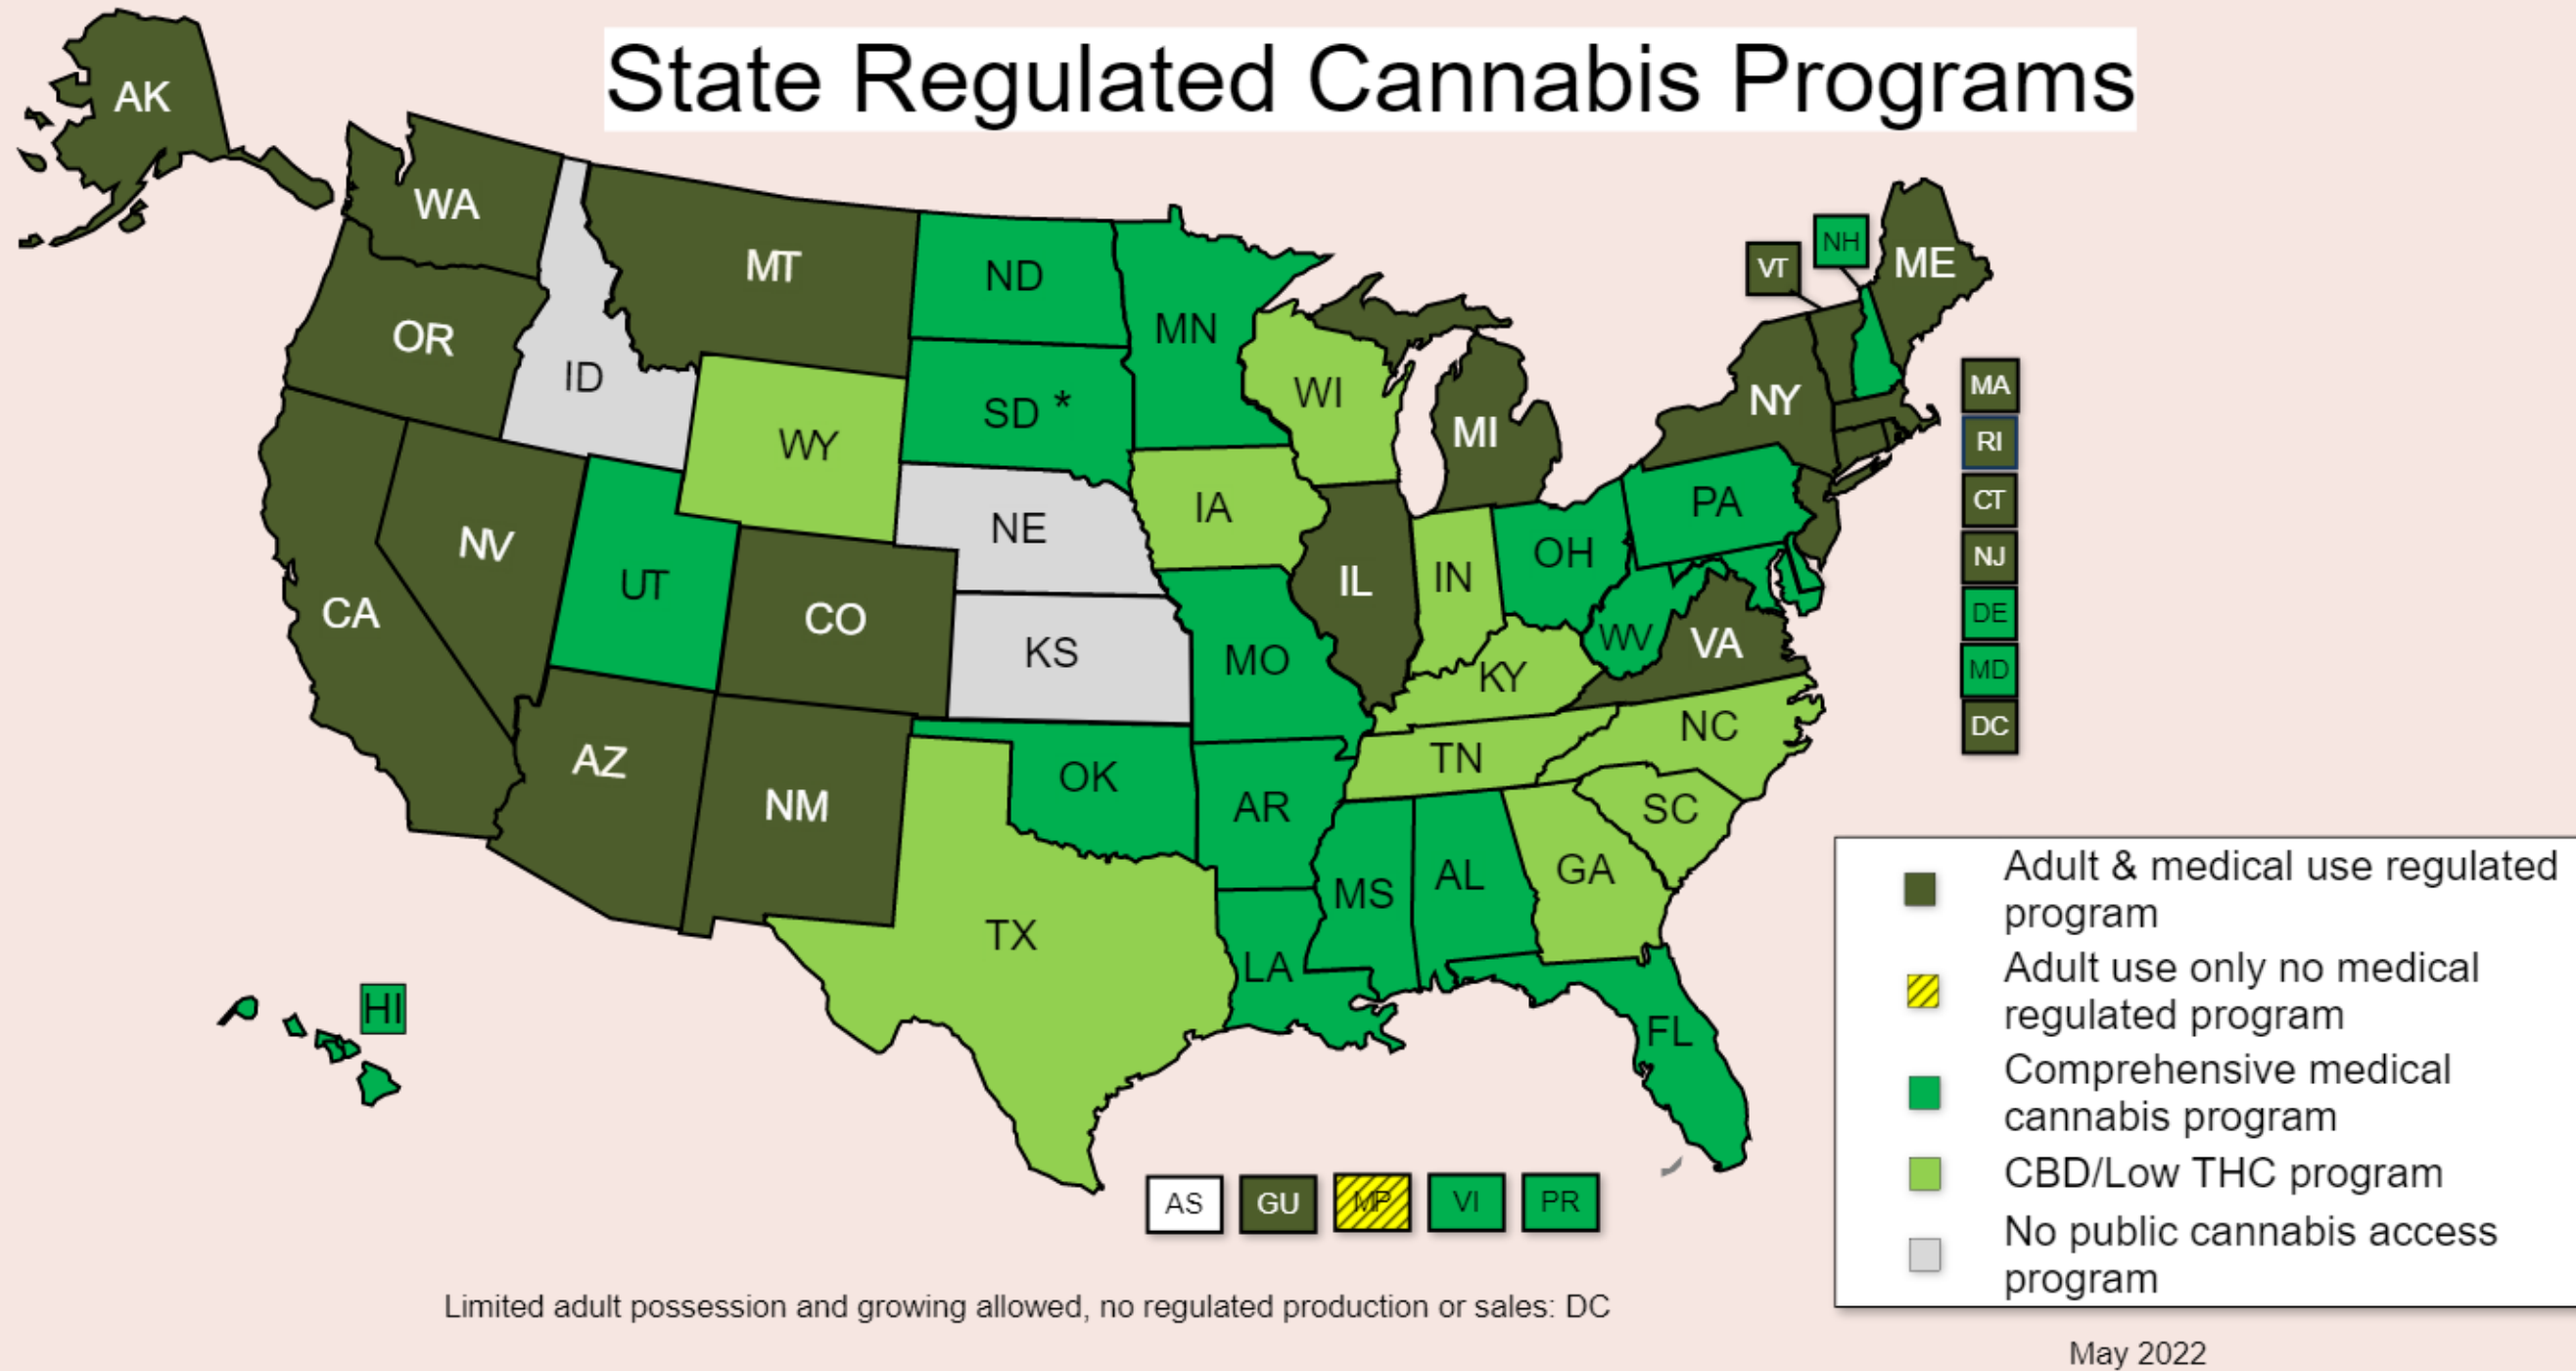 State Regulated Cannabis Programs
AK
WA
MT
ND
MN
VT
NH
ME
OR
ID
WY
SD *
WI
MI
NY
MA
RI
CT
NJ
DE
MD
DC
NV
UT
CO
NE
IA
IL
IN
OH
PA
CA
KS
MO
KY
WV
VA
AZ
NM
OK
AR
TN
NC
SC
TX
LA
MS
AL
GA
FL
HI
AS
GU
MP
VI
PR
Adult & medical use regulated
program
Adult use only no medical
regulated program
Comprehensive medical
cannabis program
CBD/Low THC program
No public cannabis access
program
Limited adult possession and growing allowed, no regulated production or sales: DC
May 2022